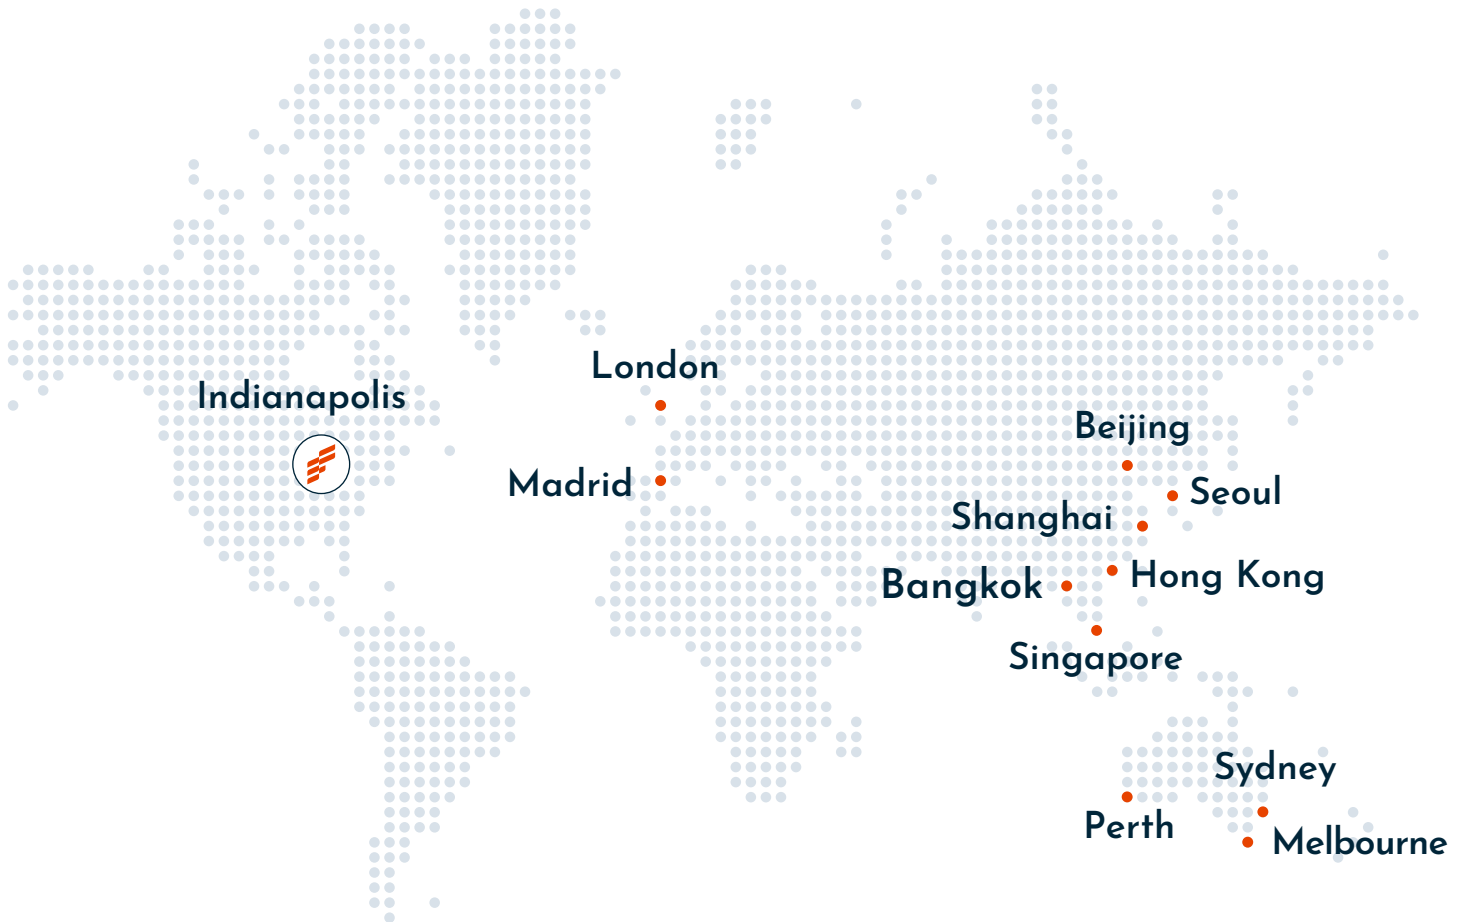 London
Indianapolis
Beijing
Madrid
Seoul
Shanghai
Hong Kong
Bangkok
Singapore
Sydney
Perth
Melbourne